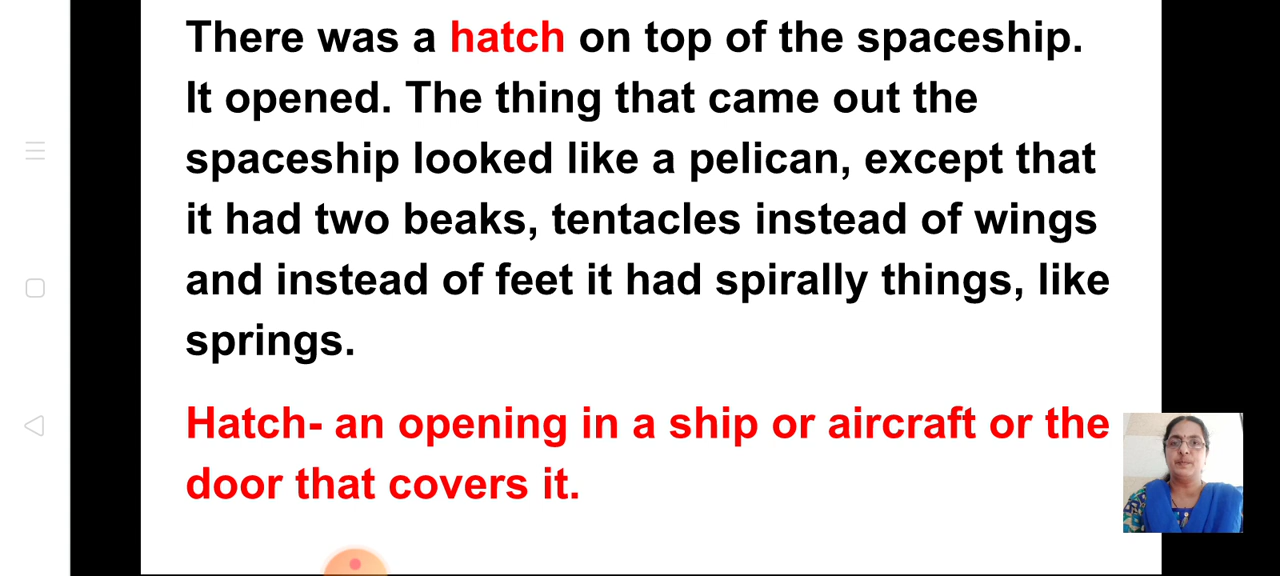 There was a hatch on top of the spaceship.
It opened. The thing that came out the
spaceship looked like a pelican, except that
it had two beaks, tentacles instead of wings
and instead of feet it had spirally things, like
springs.
Hatch- an opening in a ship or aircraft or the
door that covers it.